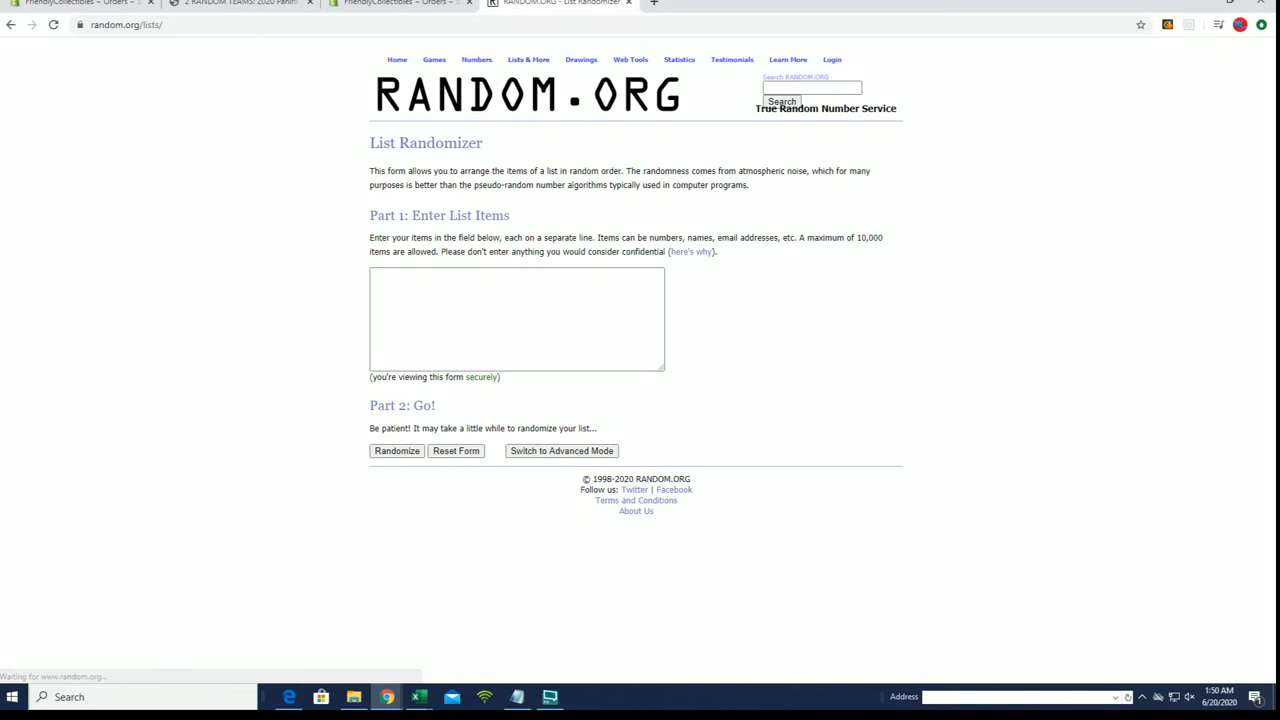 FriendlyCollectibles ~ Orders ~ S
2 RANDOM TEAMS: 2020 Panini
FriendlyCollectibles ~ Orders ~ S
RANDOM.ORG - List Randomizer
random.org/lists/
Home Games Numbers Lists & More Drawings Web Tools Statistics Testimonials Learn More Login
RANDOM.ORG
Search RANDOM.ORG
Search
True Random Number Service
List Randomizer
This form allows you to arrange the items of a list in random order. The randomness comes from atmospheric noise, which for many
purposes is better than the pseudo-random number algorithms typically used in computer programs.
Part 1: Enter List Items
Enter your items in the field below, each on a separate line. Items can be numbers, names, email addresses, etc. A maximum of 10,000
items are allowed. Please don't enter anything you would consider confidential (here's why).
(you're viewing this form securely)
Part 2: Go!
Be patient! It may take a little while to randomize your list...
Randomize Reset Form Switch to Advanced Mode
© 1998-2020 RANDOM.ORG
Follow us: Twitter | Facebook
Terms and Conditions
About Us
Waiting for www.random.org...
Search
Address
1:50 AM
6/20/2020